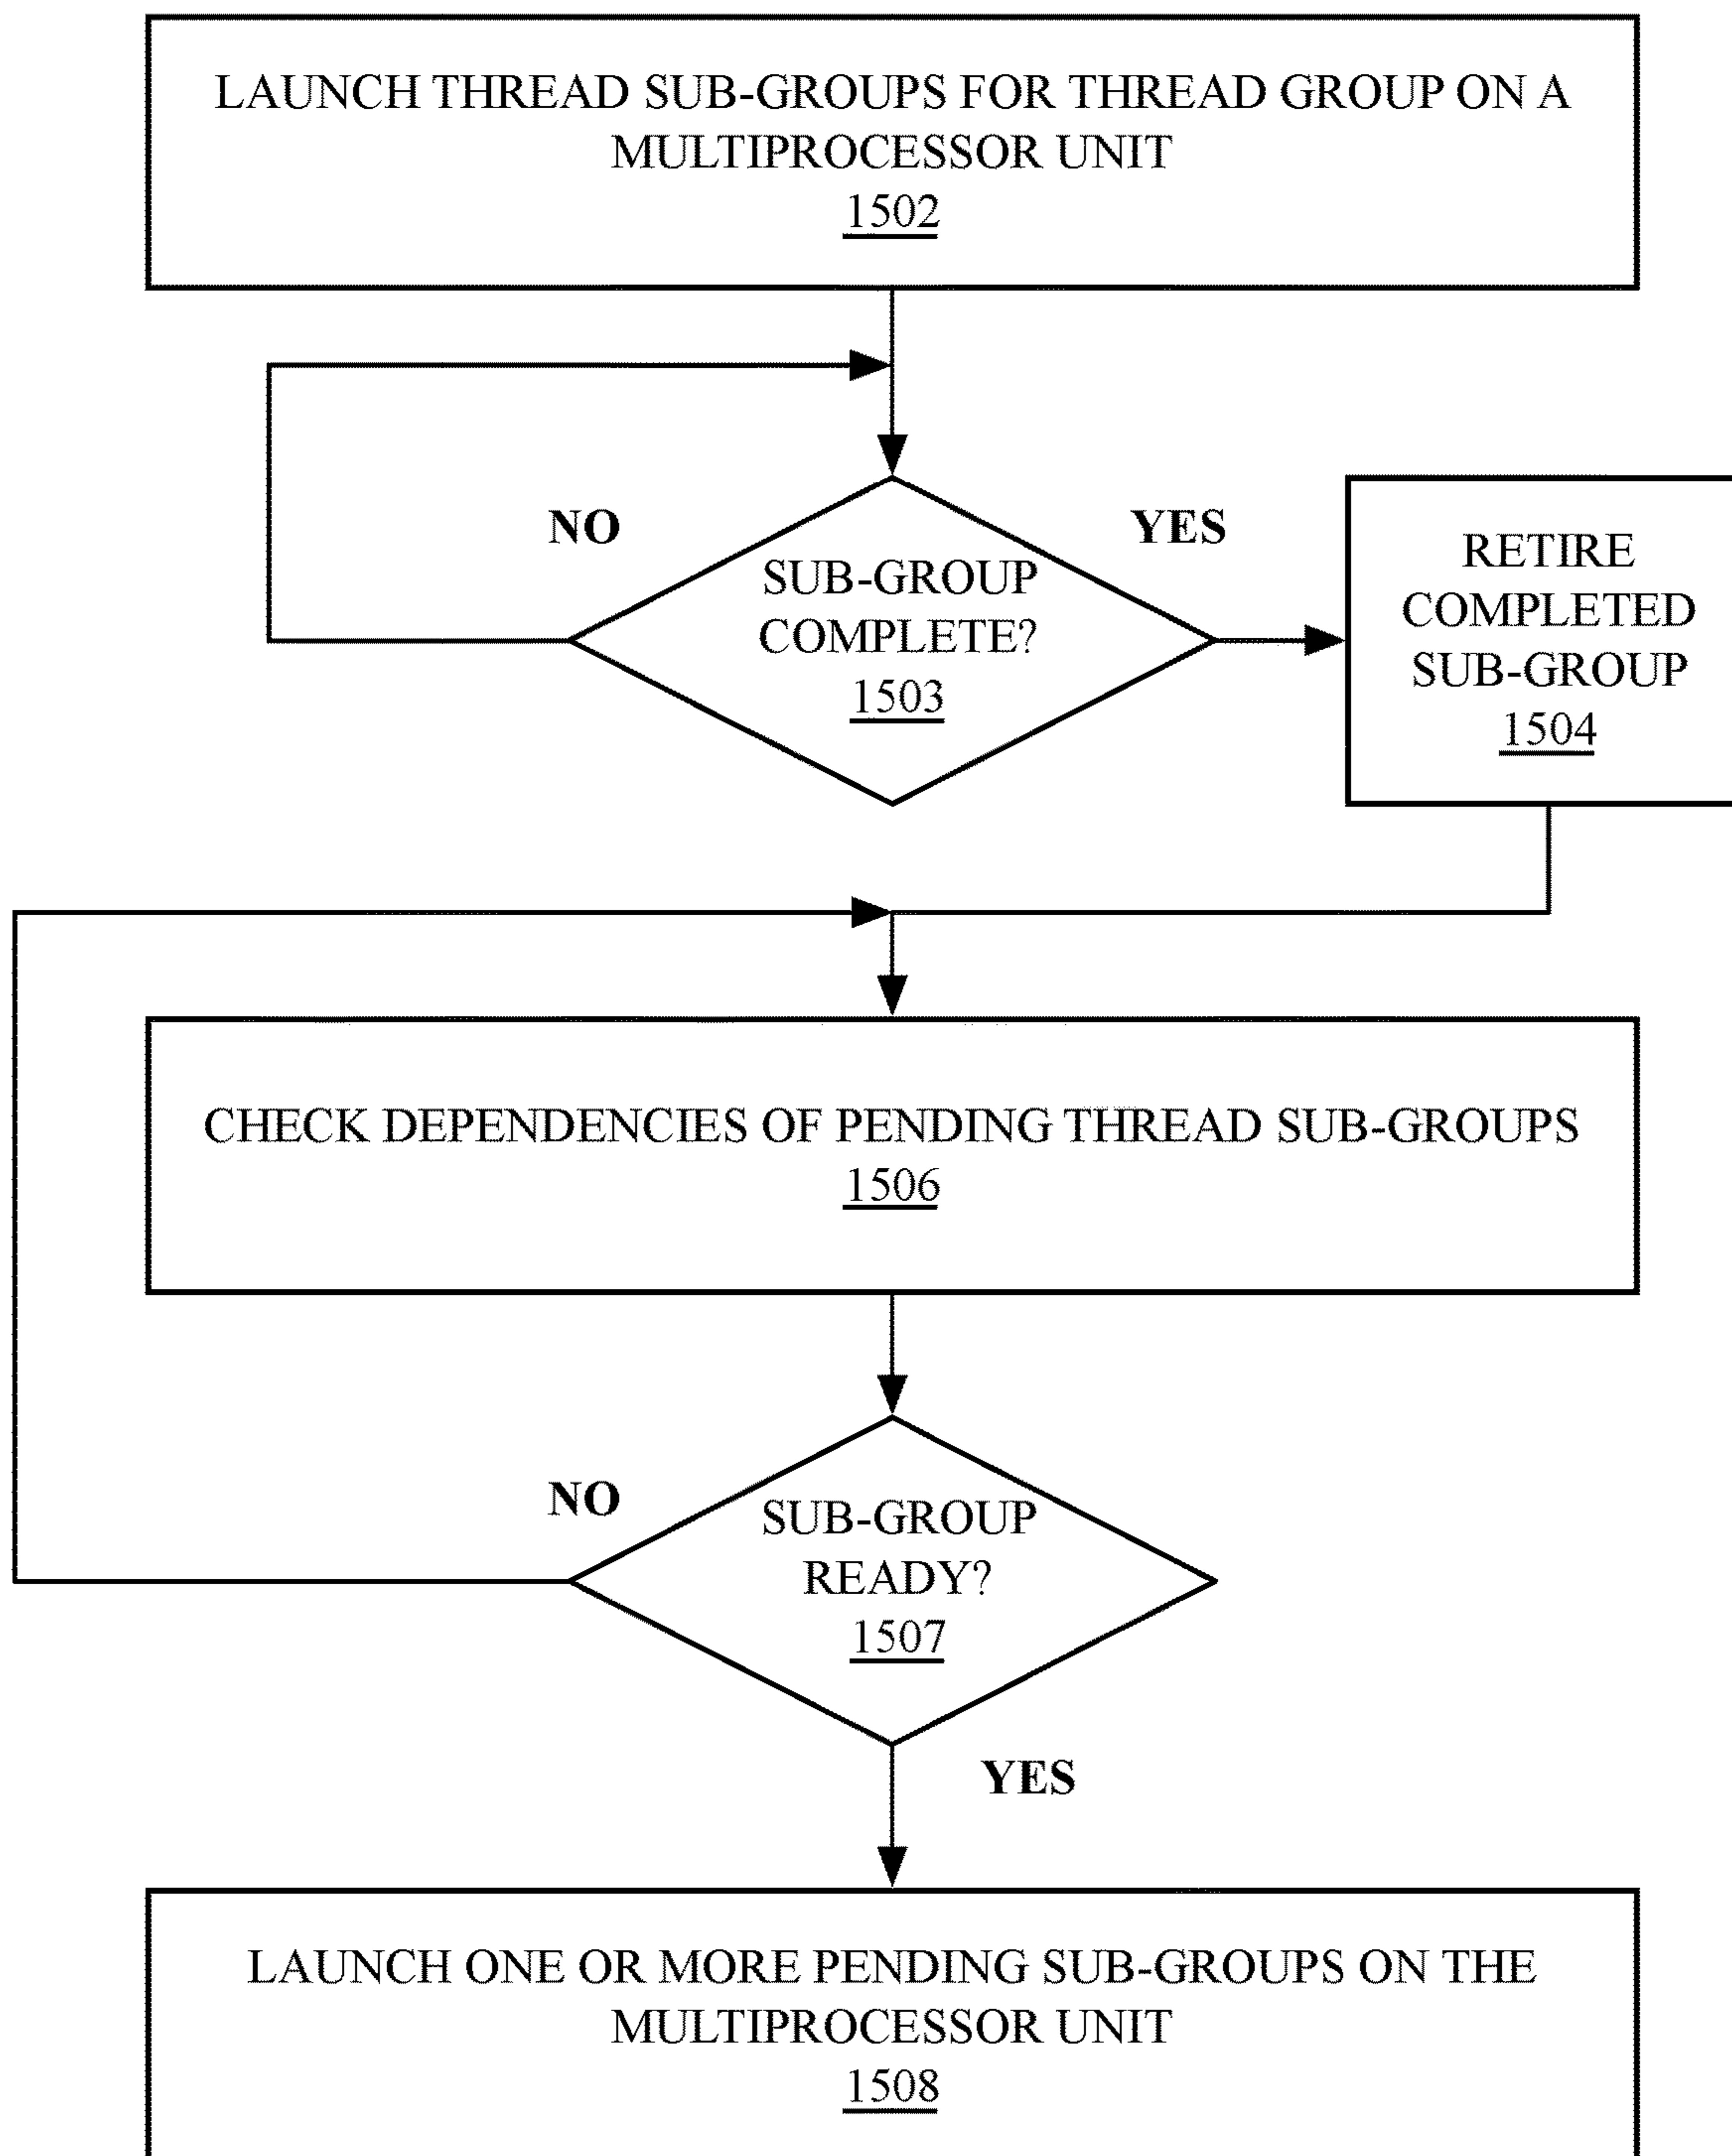 LAUNCH THREAD SUB-GROUPS FOR THREAD GROUP ON A
MULTIPROCESSOR UNIT
1502
NO
YES
SUB-GROUP
COMPLETE?
1503
RETIRE
COMPLETED
SUB-GROUP
1504
CHECK DEPENDENCIES OF PENDING THREAD SUB-GROUPS
1506
NO
SUB-GROUP
READY?
1507
YES
LAUNCH ONE OR MORE PENDING SUB-GROUPS ON THE
MULTIPROCESSOR UNIT
1508